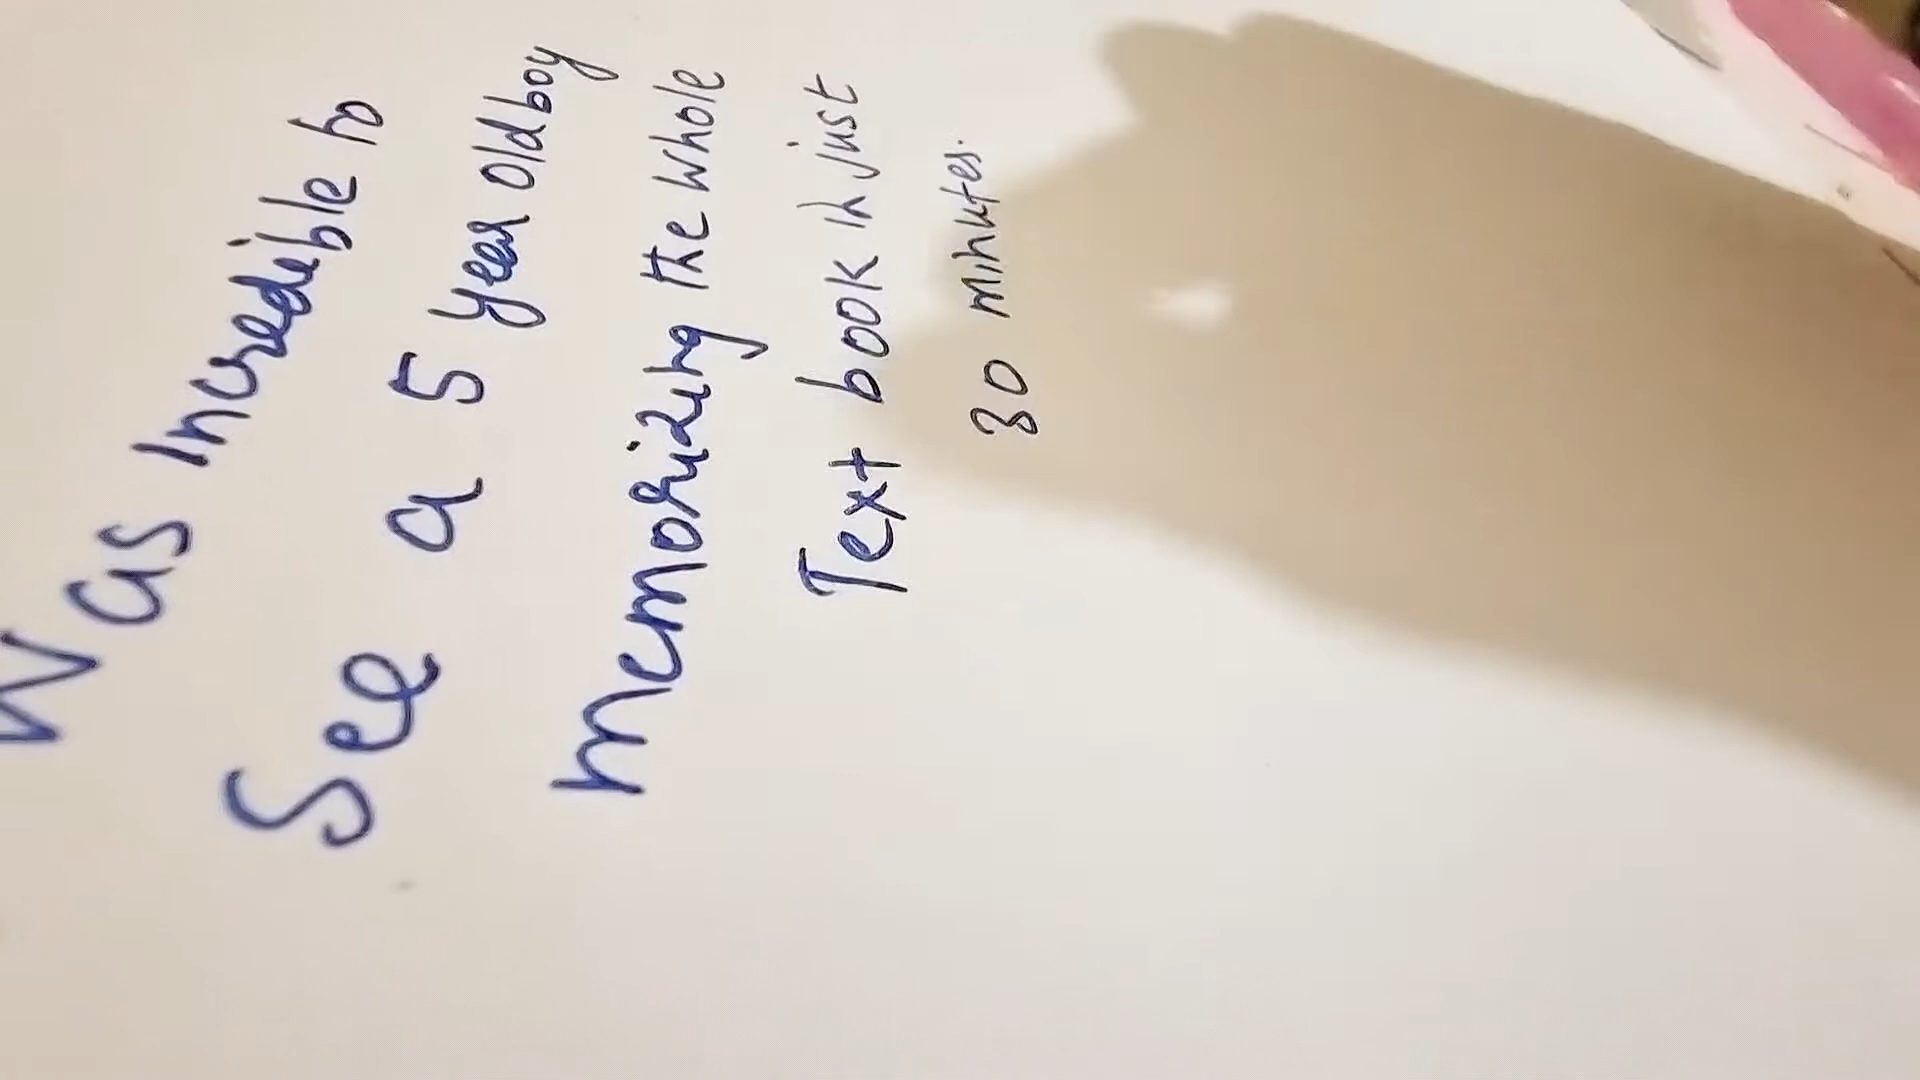 Was Incredible to
See a 5 year old boy
Memorizing the whole
Text book in just
30 minutes.